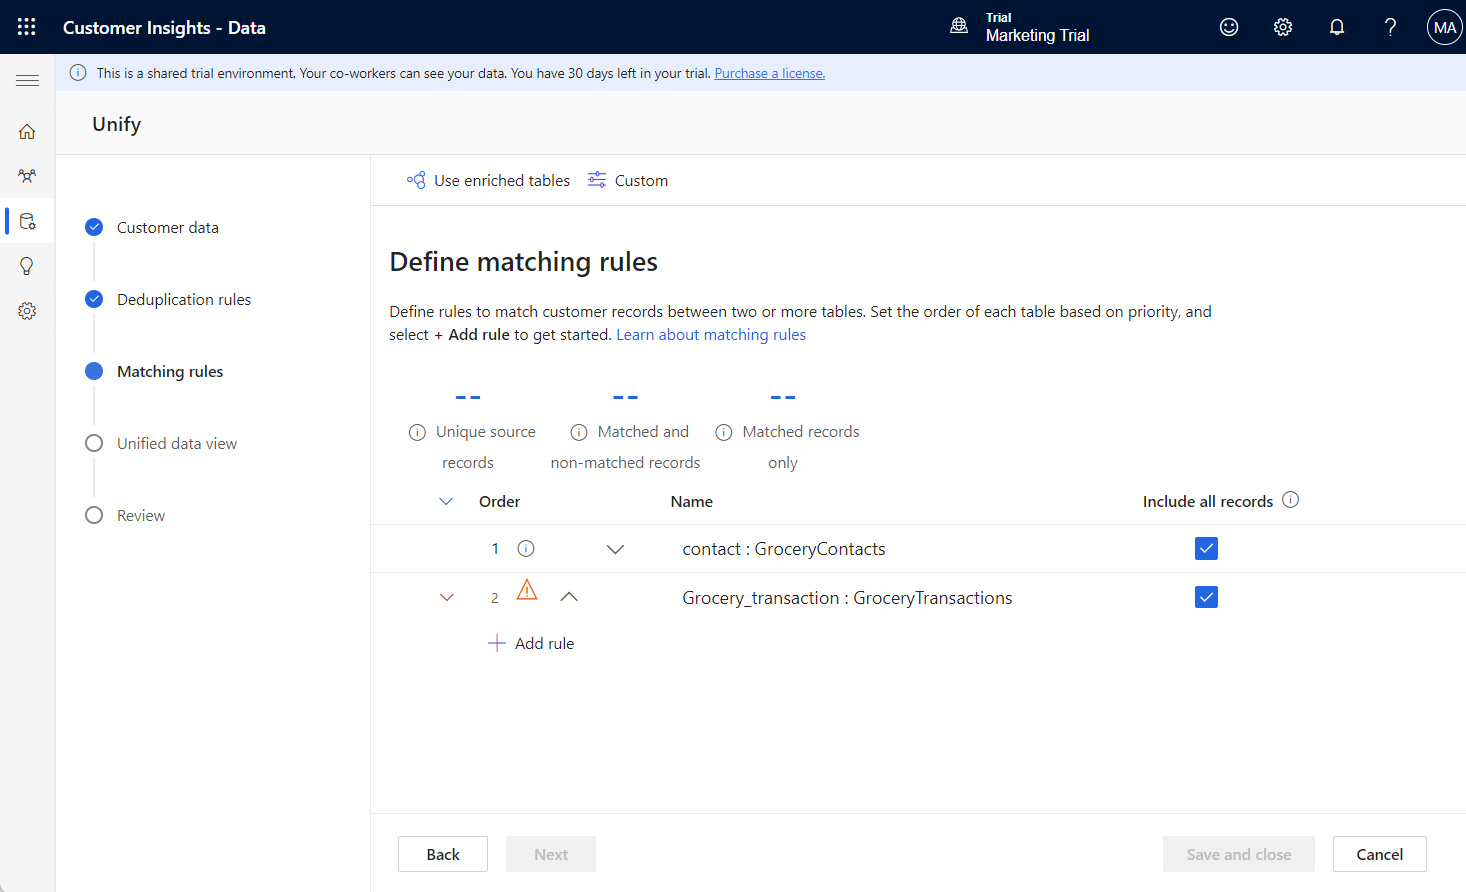 Customer Insights - Data
Trial
Marketing Trial
?
MA
This is a shared trial environment. Your co-workers can see your data. You have 30 days left in your trial. Purchase a license.
Unify
Customer data
Deduplication rules
Matching rules
Unified data view
Review
Use enriched tables
Custom
Define matching rules
Define rules to match customer records between two or more tables. Set the order of each table based on priority, and
select + Add rule to get started. Learn about matching rules
-- -- --
Unique source
records
Matched and
non-matched records
Matched records
only
Order Name Include all records
1 contact : GroceryContacts
2 Grocery_transaction : GroceryTransactions
Add rule
Back Next Save and close Cancel